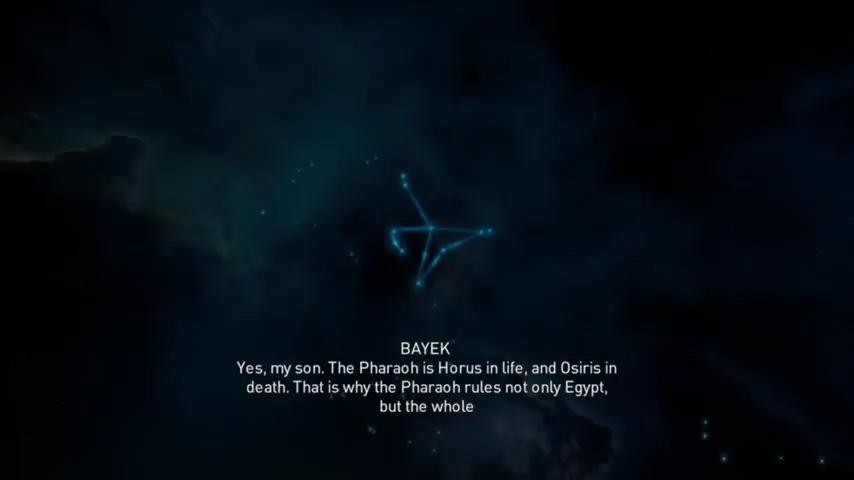 BAYEK
Yes, my son. The Pharaoh is Horus in life, and Osiris in
death. That is why the Pharaoh rules not only Egypt,
but the whole